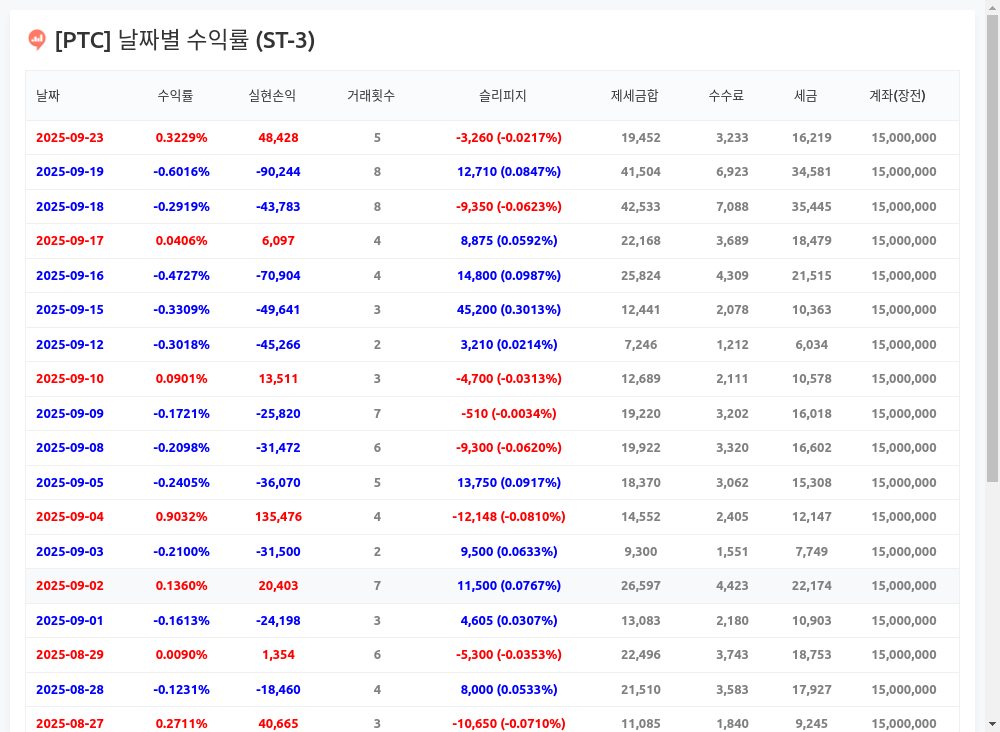 [PTC] 날짜별 수익률 (ST-3)
날짜 수익률 실현손익 거래횟수 슬리피지 제세금합 수수료 세금 계좌(장전)
2025-09-23 0.3229% 48,428 5 -3,260 (-0.0217%) 19,452 3,233 16,219 15,000,000
2025-09-19 -0.6016% -90,244 8 12,710 (0.0847%) 41,504 6,923 34,581 15,000,000
2025-09-18 -0.2919% -43,783 8 -9,350 (-0.0623%) 42,533 7,088 35,445 15,000,000
2025-09-17 0.0406% 6,097 4 8,875 (0.0592%) 22,168 3,689 18,479 15,000,000
2025-09-16 -0.4727% -70,904 4 14,800 (0.0987%) 25,824 4,309 21,515 15,000,000
2025-09-15 -0.3309% -49,641 3 45,200 (0.3013%) 12,441 2,078 10,363 15,000,000
2025-09-12 -0.3018% -45,266 2 3,210 (0.0214%) 7,246 1,212 6,034 15,000,000
2025-09-10 0.0901% 13,511 3 -4,700 (-0.0313%) 12,689 2,111 10,578 15,000,000
2025-09-09 -0.1721% -25,820 7 -510 (-0.0034%) 19,220 3,202 16,018 15,000,000
2025-09-08 -0.2098% -31,472 6 -9,300 (-0.0620%) 19,922 3,320 16,602 15,000,000
2025-09-05 -0.2405% -36,070 5 13,750 (0.0917%) 18,370 3,062 15,308 15,000,000
2025-09-04 0.9032% 135,476 4 -12,148 (-0.0810%) 14,552 2,405 12,147 15,000,000
2025-09-03 -0.2100% -31,500 2 9,500 (0.0633%) 9,300 1,551 7,749 15,000,000
2025-09-02 0.1360% 20,403 7 11,500 (0.0767%) 26,597 4,423 22,174 15,000,000
2025-09-01 -0.1613% -24,198 3 4,605 (0.0307%) 13,083 2,180 10,903 15,000,000
2025-08-29 0.0090% 1,354 6 -5,300 (-0.0353%) 22,496 3,743 18,753 15,000,000
2025-08-28 -0.1231% -18,460 4 8,000 (0.0533%) 21,510 3,583 17,927 15,000,000
2025-08-27 0.2711% 40,665 3 -10,650 (-0.0710%) 11,085 1,840 9,245 15,000,000